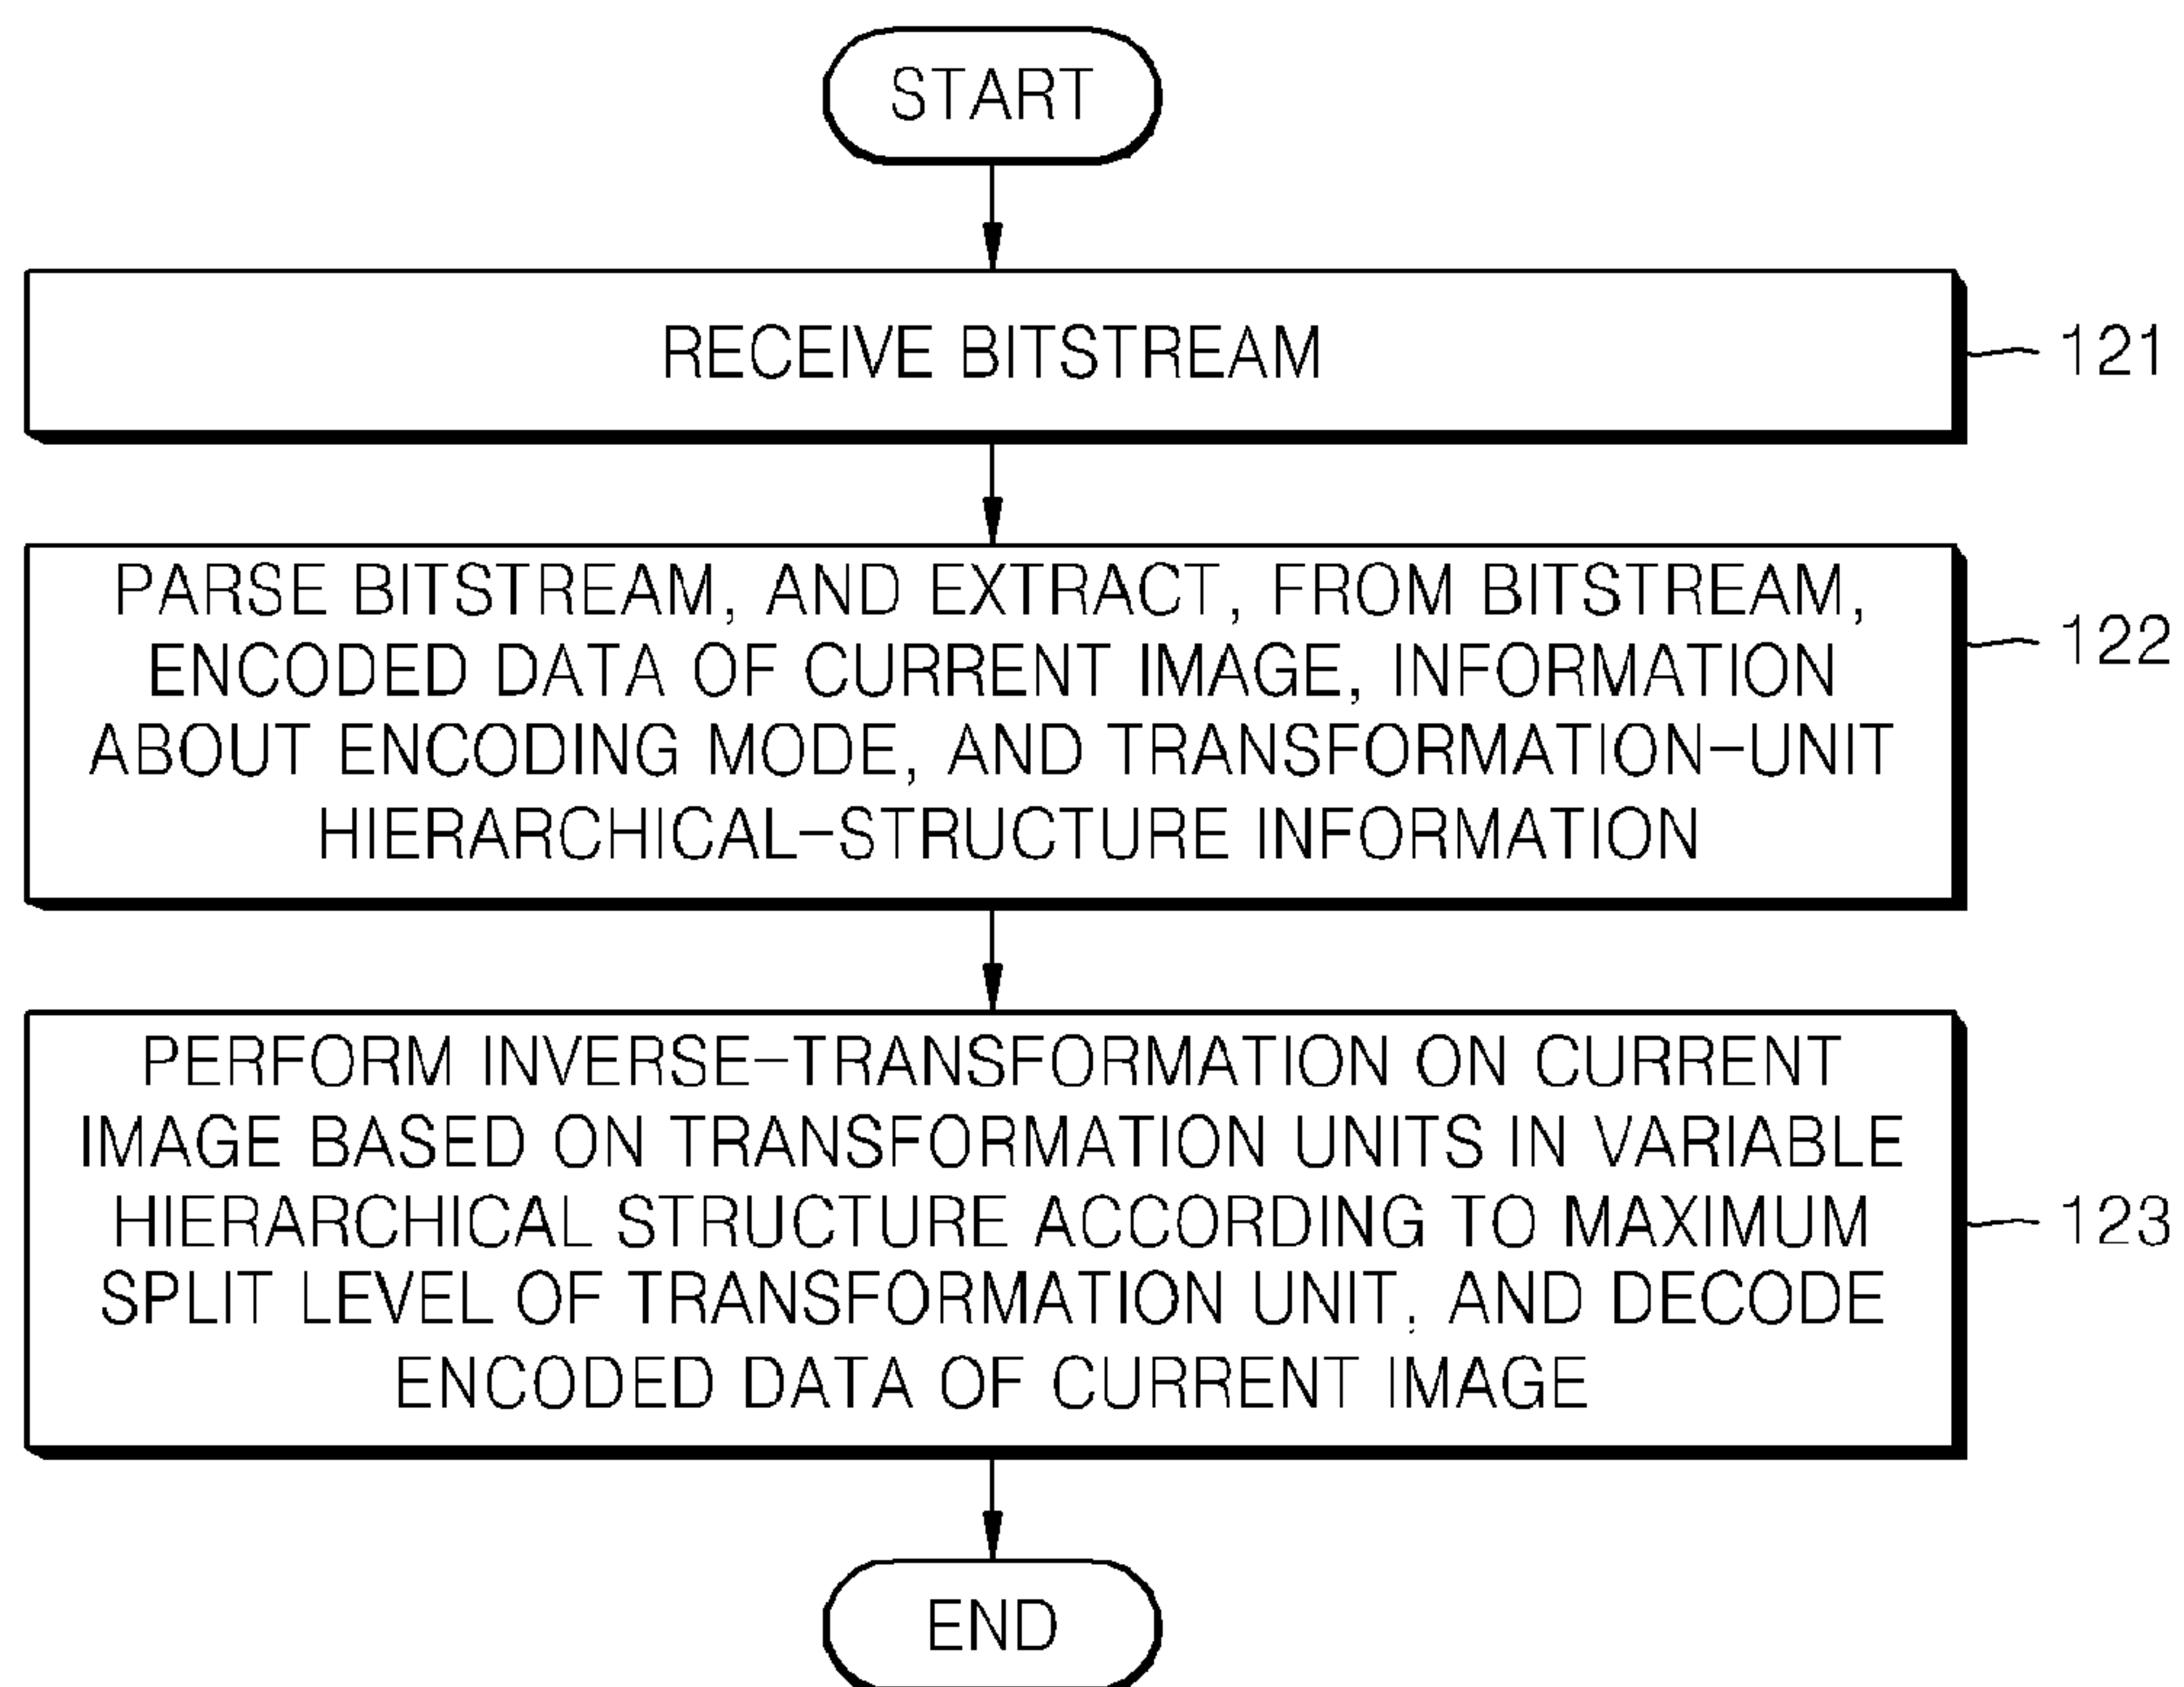 START
RECEIVE BITSTREAM
121
PARSE BITSTREAM, AND EXTRACT, FROM BITSTREAM,
ENCODED DATA OF CURRENT IMAGE, INFORMATION
ABOUT ENCODING MODE, AND TRANSFORMATION-UNIT
HIERARCHICAL-STRUCTURE INFORMATION
122
PERFORM INVERSE-TRANSFORMATION ON CURRENT
IMAGE BASED ON TRANSFORMATION UNITS IN VARIABLE
HIERARCHICAL STRUCTURE ACCORDING TO MAXIMUM
SPLIT LEVEL OF TRANSFORMATION UNIT, AND DECODE
ENCODED DATA OF CURRENT IMAGE
123
END